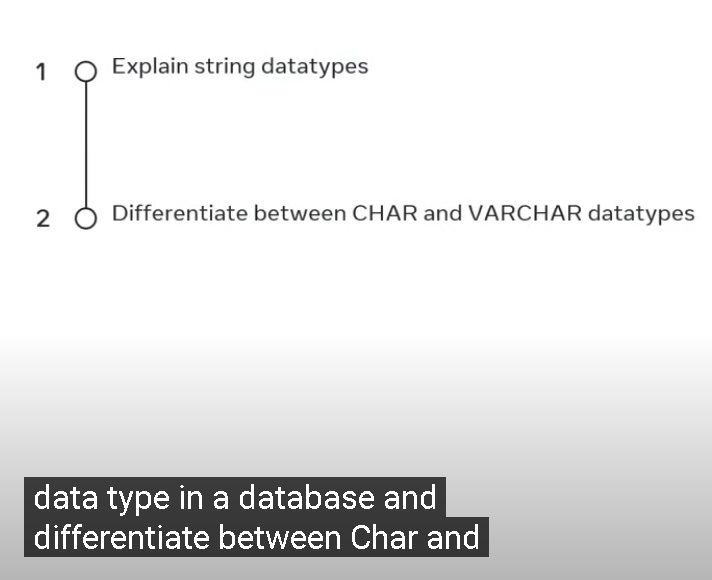 1 Explain string datatypes
2 Differentiate between CHAR and VARCHAR datatypes
data type in a database and
differentiate between Char and